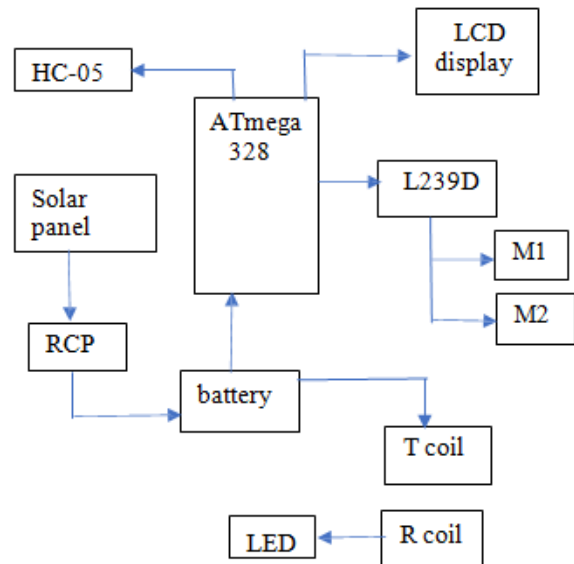 LCD
display
HC-05
ATmega
328
L239D
Solar
panel
M1
M2
RCP
battery
T coil
R coil
LED